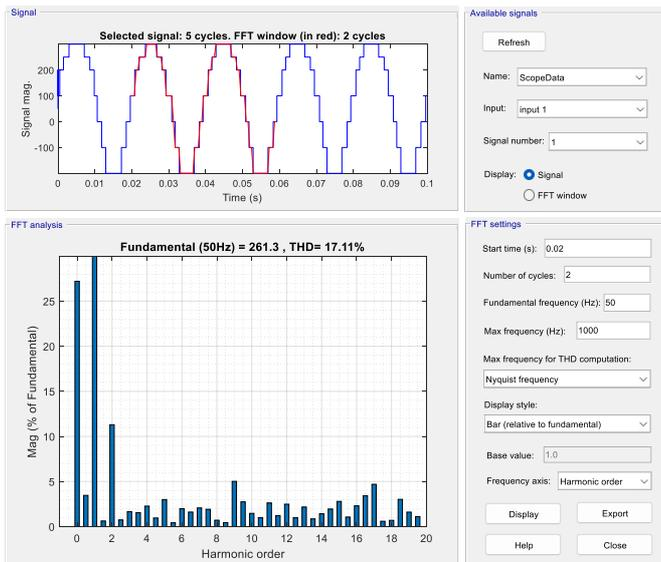 Signal
Selected signal: 5 cycles. FFT window (in red): 2 cycles
Signal mag.
200
100
0
-100
0 0.01 0.02 0.03 0.04 0.05 0.06 0.07 0.08 0.09 0.1
Time (s)
FFT analysis
Fundamental (50Hz) = 261.3 , THD= 17.11%
Mag (% of Fundamental)
25
20
15
10
5
0
0 2 4 6 8 10 12 14 16 18 20
Harmonic order
Available signals
Refresh
Name: ScopeData
Input: input 1
Signal number: 1
Display: Signal
FFT window
FFT settings
Start time (s): 0.02
Number of cycles: 2
Fundamental frequency (Hz): 50
Max frequency (Hz): 1000
Max frequency for THD computation:
Nyquist frequency
Display style:
Bar (relative to fundamental)
Base value: 1.0
Frequency axis: Harmonic order
Display Export
Help Close